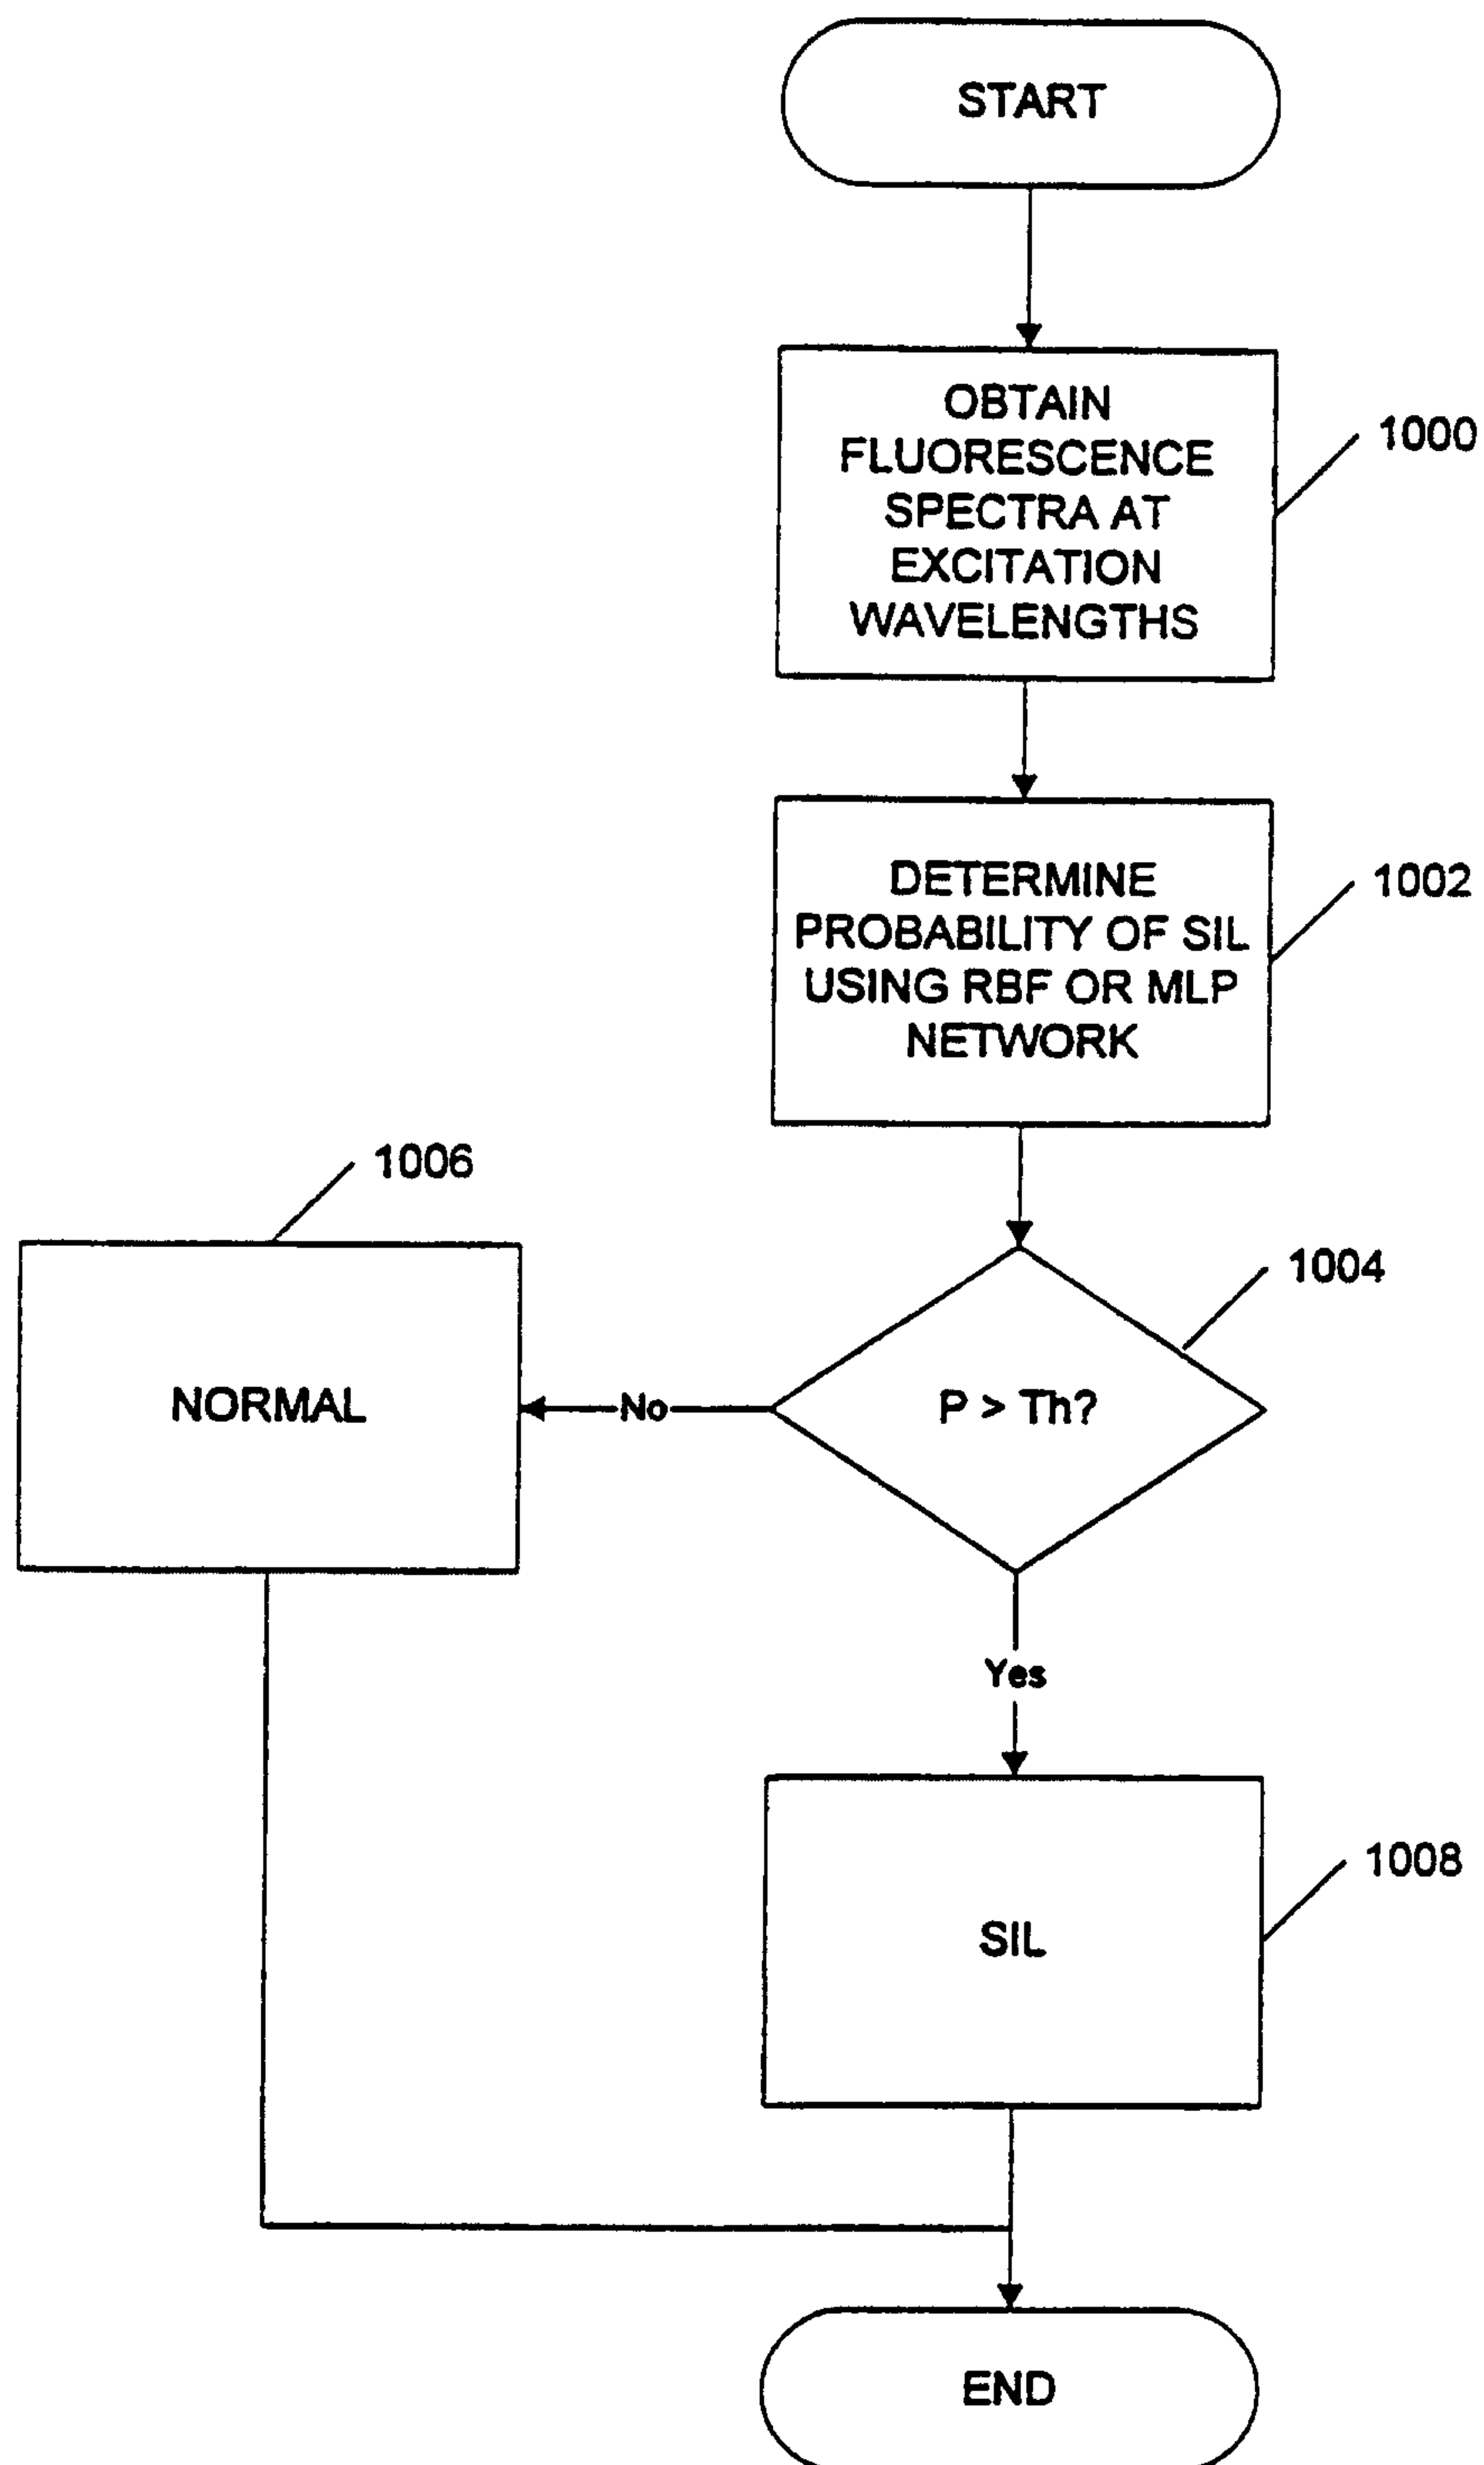 START
OBTAIN
FLUORESCENCE
SPECTRA AT
EXCITATION
WAVELENGTHS
1000
DETERMINE
PROBABILITY OF SIL
USING RBF OR MLP
NETWORK
1002
1006
NORMAL
1004
P > Th?
No
Yes
SIL
1008
END